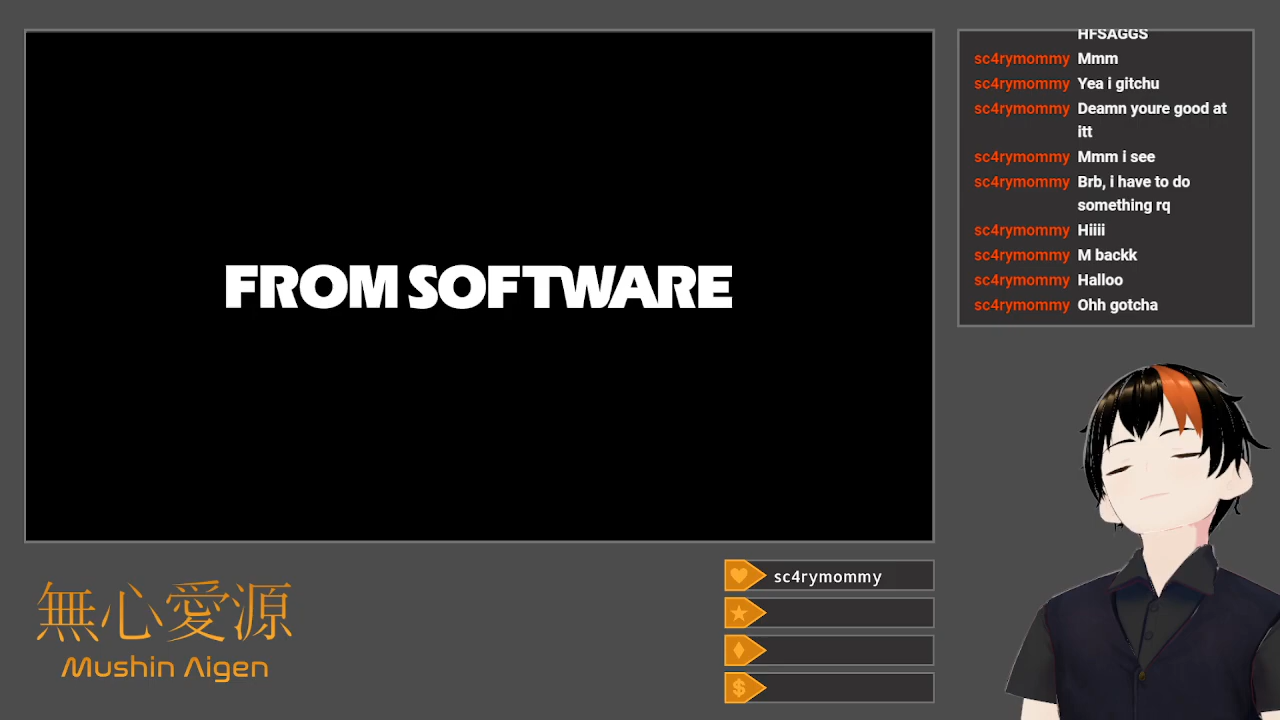 FROM SOFTWARE
HFSAGGS
sc4rymommy Mmm
sc4rymommy Yea i gitchu
sc4rymommy Deamn youre good at
itt
sc4rymommy Mmm i see
sc4rymommy Brb, i have to do
something rq
sc4rymommy Hiiii
sc4rymommy M backk
sc4rymommy Halloo
sc4rymommy Ohh gotcha
無心愛源
Mushin Aigen
sc4rymommy
$